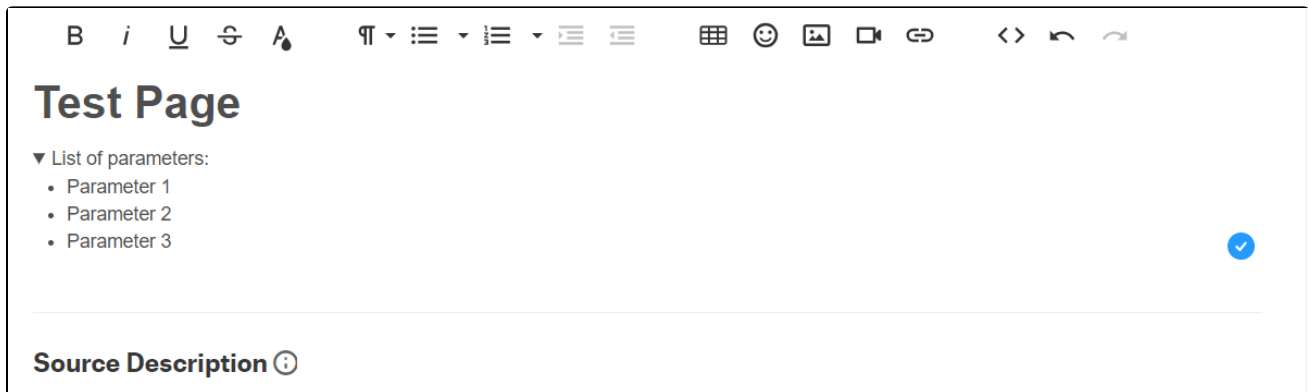 Test Page
List of parameters:
Parameter 1
Parameter 2
Parameter 3
Source Description